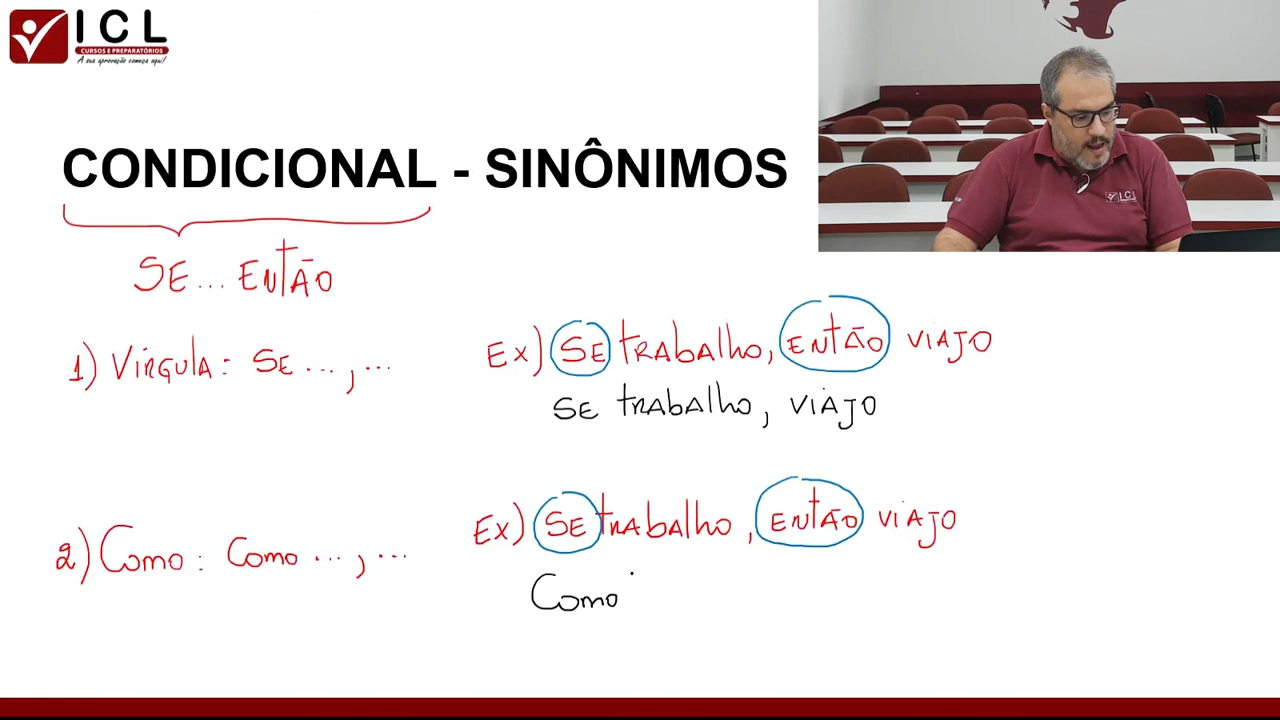 ICL
CURSOS E PREPARATÓRIOS
A sua aprovação começa aqui!
CONDICIONAL - SINÔNIMOS
SE... ENTÃO
1) VÍRGULA: SE ..., ...
EX) SE TRABALHO, ENTÃO VIAJO
SE TRABALHO, VIAJO
2) COMO: COMO ..., ...
EX) SE TRABALHO, ENTÃO VIAJO
COMO
ICL